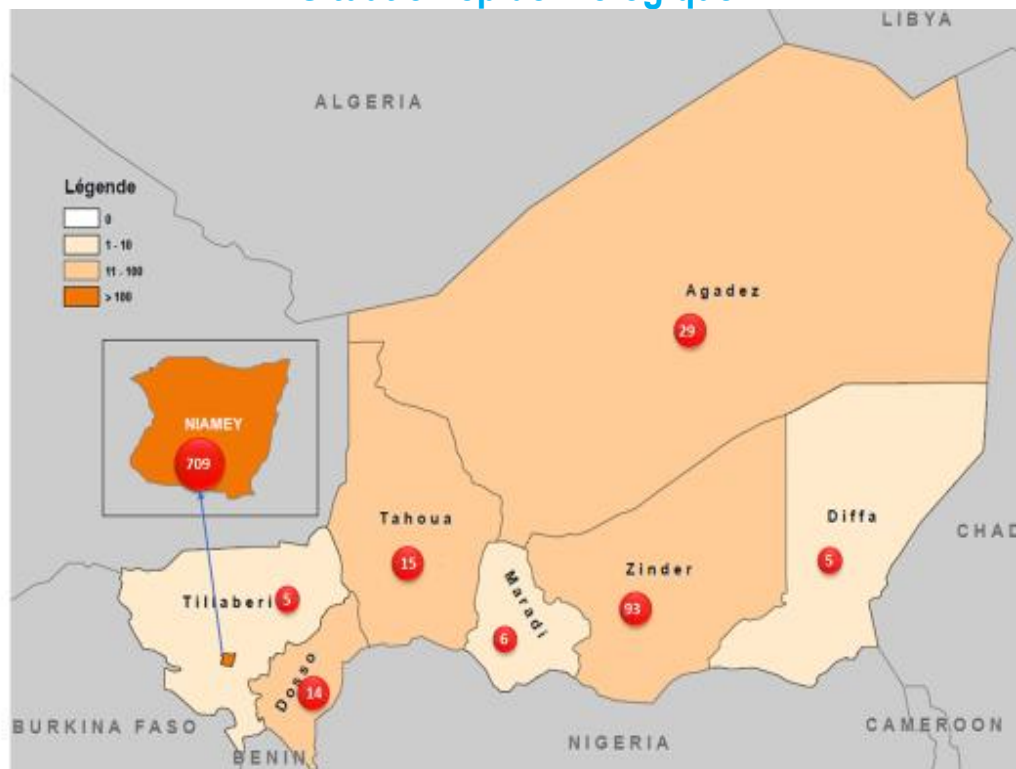 LIBYA
ALGERIA
Légende
0
1 - 10
11 - 100
> 100
Agadez
29
NIAMEY
709
Tahoua
15
Diffa
5
CHAD
Zinder
93
Maradi
6
Tillaberi
5
Dosso
14
BURKINA FASO
BENIN
NIGERIA
CAMEROON